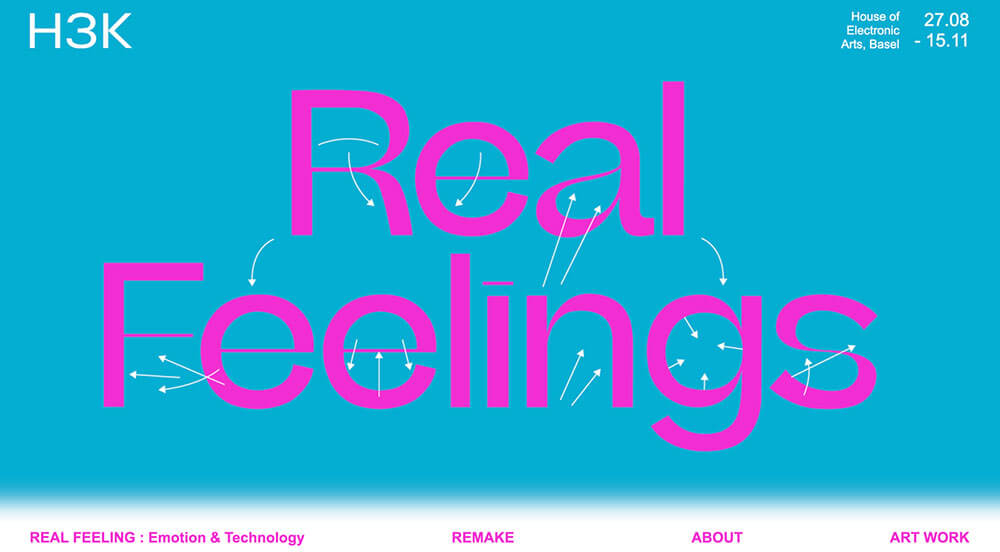 H3K
House of
Electronic
Arts, Basel
27.08
- 15.11
Real
Feelings
REAL FEELING : Emotion & Technology
REMAKE
ABOUT
ART WORK